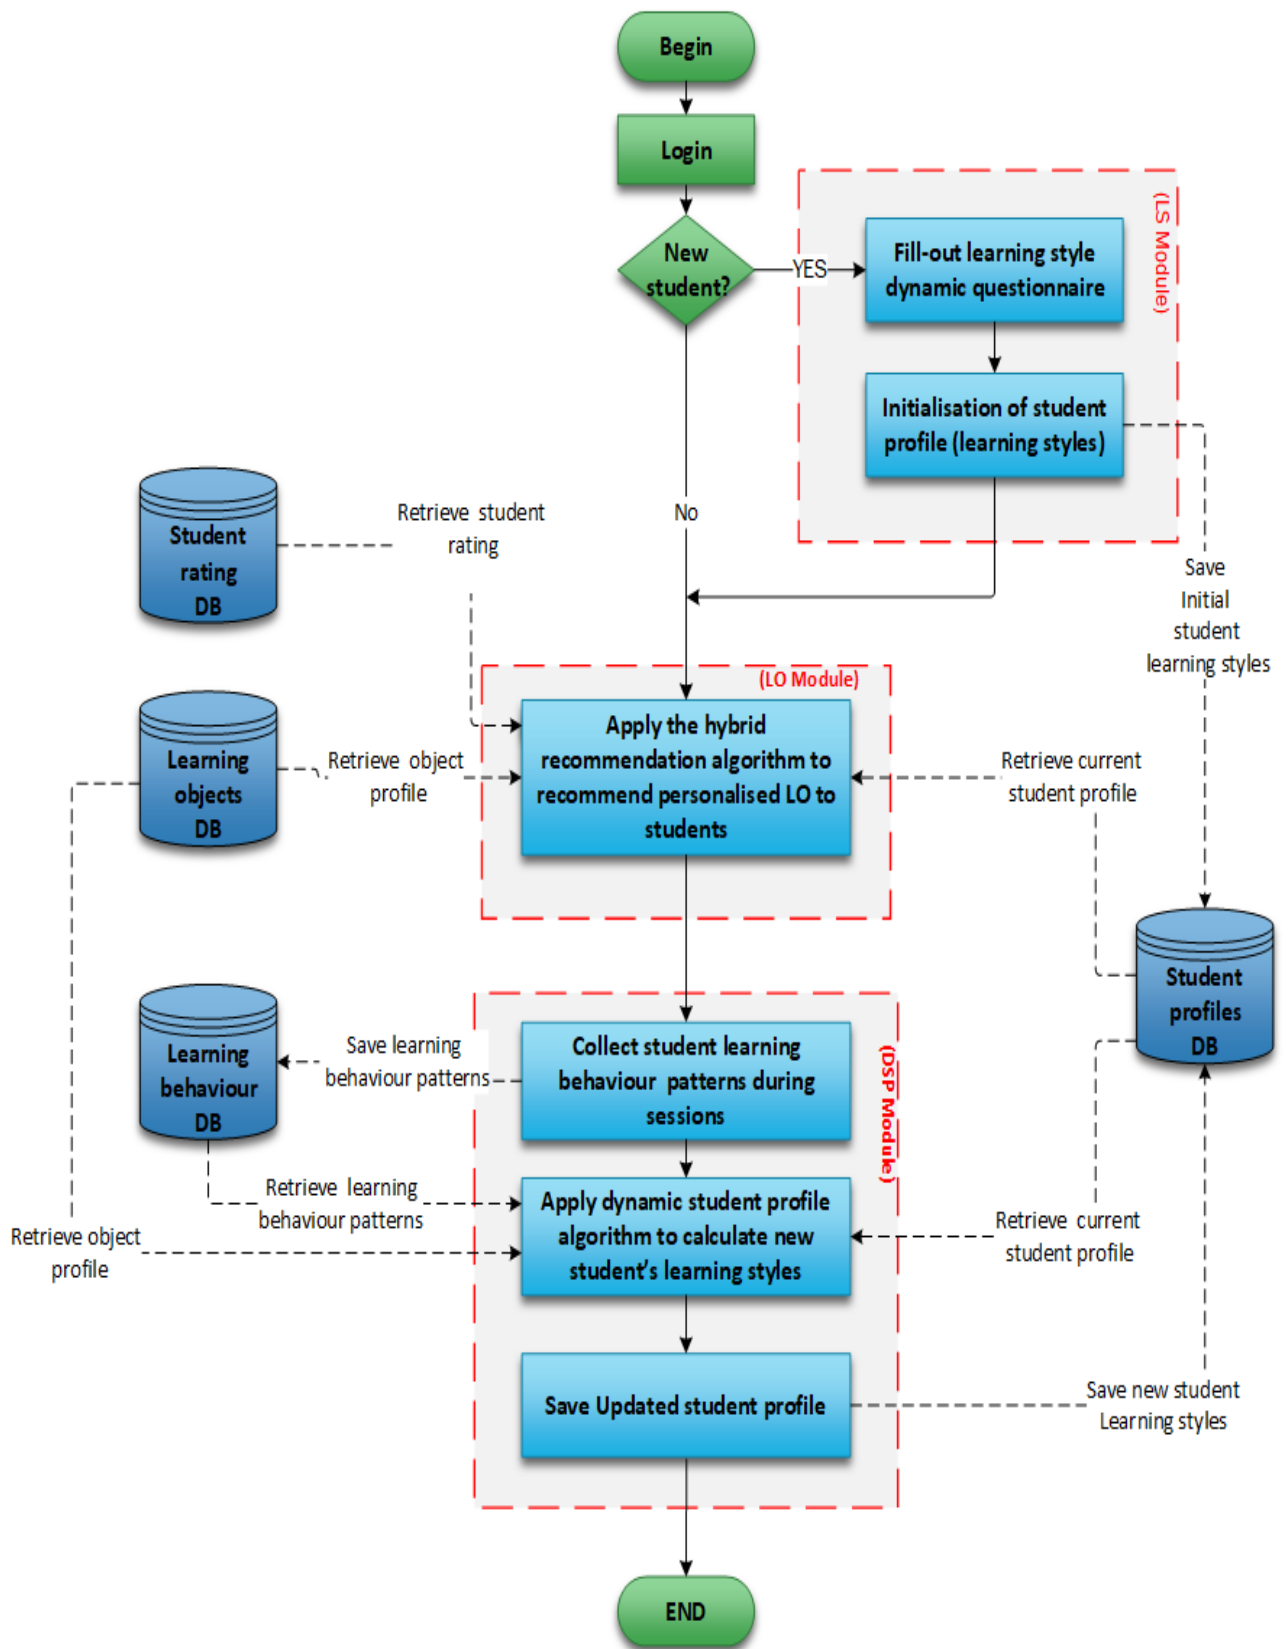 Begin
Login
New
student?
YES
No
(LS Module)
Fill-out learning style
dynamic questionnaire
Initialisation of student
profile (learning styles)
Save
Initial
student
learning styles
Student
rating
DB
Retrieve student
rating
(LO Module)
Apply the hybrid
recommendation algorithm to
recommend personalised LO to
students
Learning
objects
DB
Retrieve object
profile
Retrieve current
student profile
Student
profiles
DB
Learning
behaviour
DB
Save learning
behaviour patterns
(DSP Module)
Collect student learning
behaviour patterns during
sessions
Retrieve learning
behaviour patterns
Retrieve object
profile
Apply dynamic student profile
algorithm to calculate new
student’s learning styles
Retrieve current
student profile
Save Updated student profile
Save new student
Learning styles
END